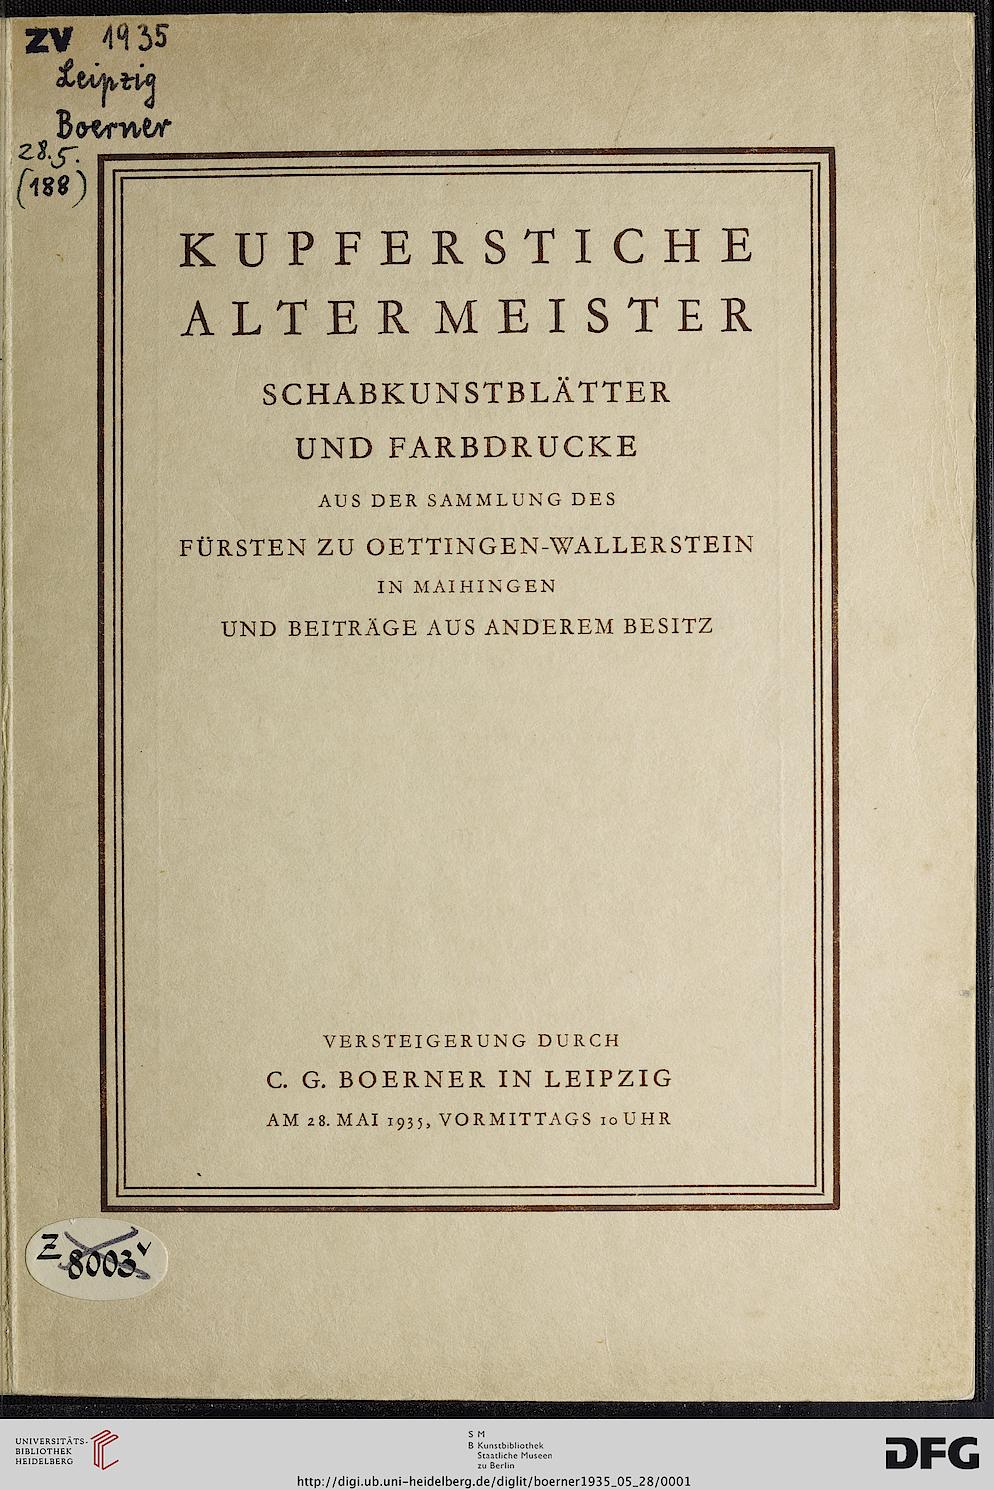 ZV 1935
Leipzig
Boerner
28.5.
(188)
KUPFERSTICHE
ALTER MEISTER
SCHABKUNSTBLÄTTER
UND FARBDRUCKE
AUS DER SAMMLUNG DES
FÜRSTEN ZU OETTINGEN-WALLERSTEIN
IN MAIHINGEN
UND BEITRÄGE AUS ANDEREM BESITZ
VERSTEIGERUNG DURCH
C. G. BOERNER IN LEIPZIG
AM 28. MAI 1935, VORMITTAGS 10 UHR
Z 8003 v
UNIVERSITÄTS-
BIBLIOTHEK
HEIDELBERG
S M
B Kunstbibliothek
Staatliche Museen
zu Berlin
DFG
http://digi.ub.uni-heidelberg.de/diglit/boerner1935_05_28/0001